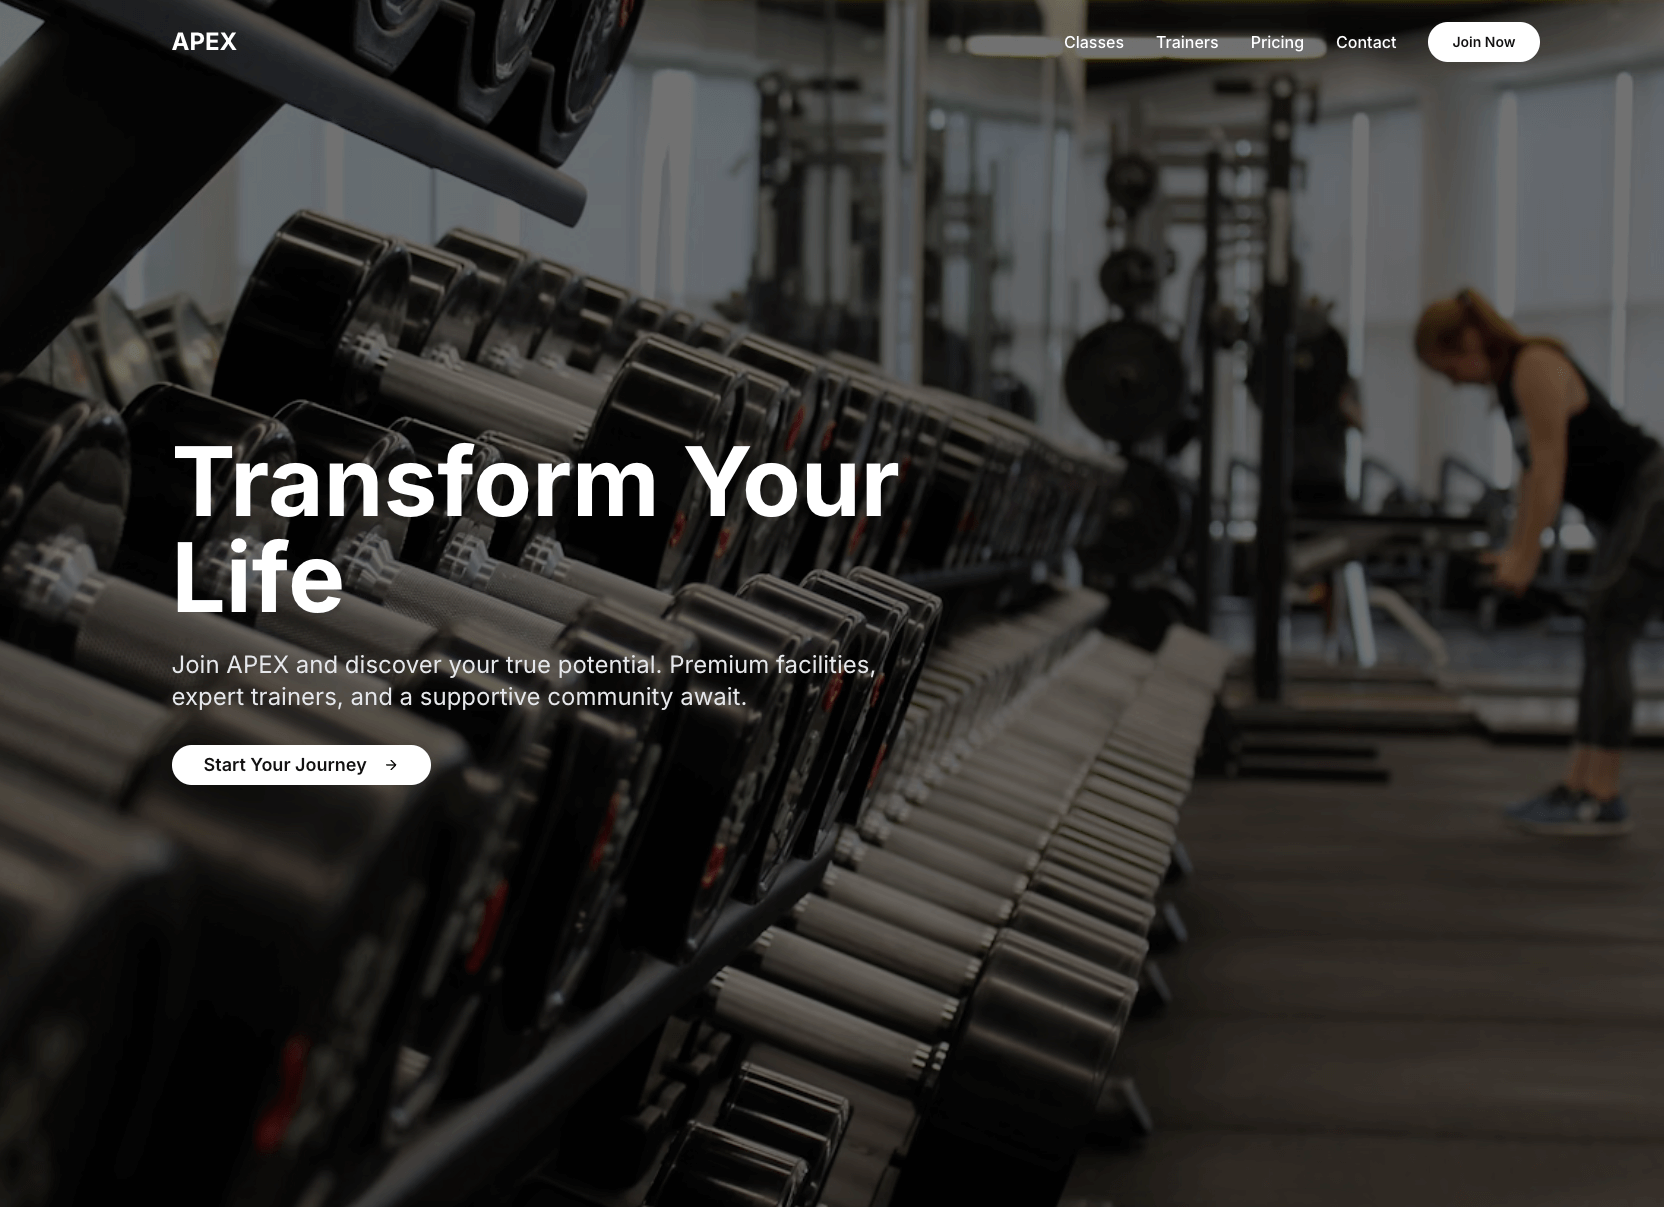 APEX
Classes Trainers Pricing Contact Join Now
Transform Your
Life
Join APEX and discover your true potential. Premium facilities,
expert trainers, and a supportive community await.
Start Your Journey →